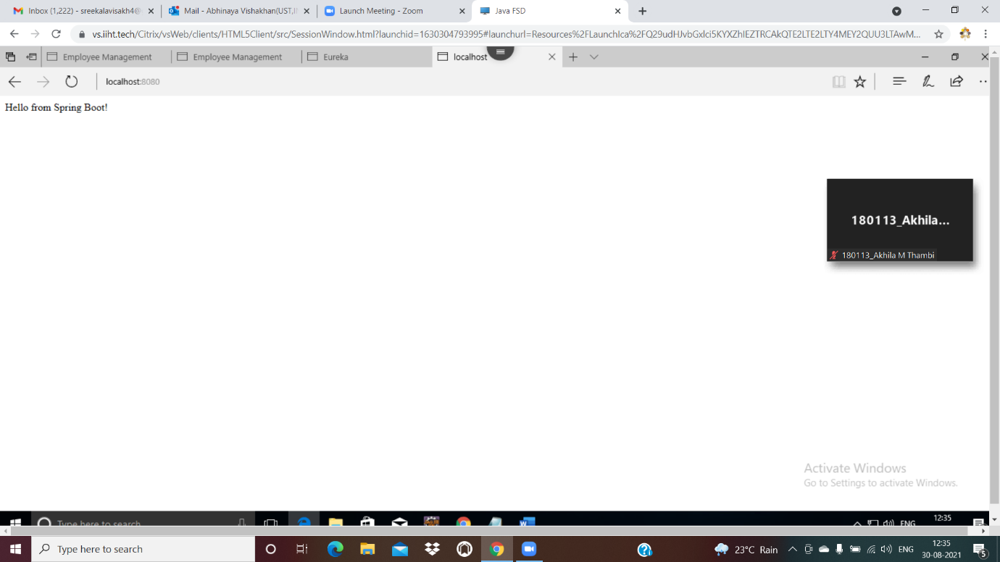 Inbox (1,222) - sreekalavisakh4@
Mail - Abhinaya Vishakhan(UST,I
Launch Meeting - Zoom
Java FSD
vs.iiht.tech/Citrix/vsWeb/clients/HTML5Client/src/SessionWindow.html?launchid=1630304793995#launchurl=Resources%2FLaunchIca%2FQ29udHJvbGxlci5KYXZhIEZTRCAkQTE2LTE2LTY4MEY2QUU3LTAwM...
Employee Management
Employee Management
Eureka
localhost
localhost:8080
Hello from Spring Boot!
180113_Akhila...
180113_Akhila M Thambi
Activate Windows
Go to Settings to activate Windows.
Type here to search
ENG
12:35
Type here to search
23°C Rain
ENG
12:35
30-08-2021
5